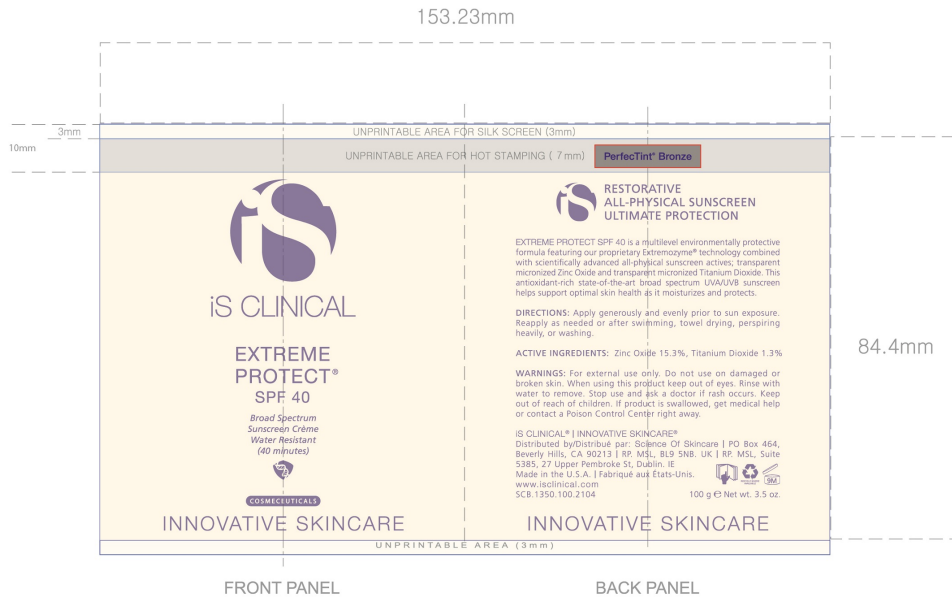 153.23mm
3mm
UNPRINTABLE AREA FOR SILK SCREEN (3mm)
10mm
UNPRINTABLE AREA FOR HOT STAMPING ( 7mm)
PerfecTint® Bronze
iS
iS CLINICAL
EXTREME
PROTECT®
SPF 40
Broad Spectrum
Sunscreen Crème
Water Resistant
(40 minutes)
COSMECEUTICALS
INNOVATIVE SKINCARE
iS
RESTORATIVE
ALL-PHYSICAL SUNSCREEN
ULTIMATE PROTECTION
EXTREME PROTECT SPF 40 is a multilevel environmentally protective
formula featuring our proprietary Extremozyme® technology combined
with scientifically advanced all-physical sunscreen actives; transparent
micronized Zinc Oxide and transparent micronized Titanium Dioxide. This
antioxidant-rich state-of-the-art broad spectrum UVA/UVB sunscreen
helps support optimal skin health as it moisturizes and protects.
DIRECTIONS: Apply generously and evenly prior to sun exposure.
Reapply as needed or after swimming, towel drying, perspiring
heavily, or washing.
ACTIVE INGREDIENTS: Zinc Oxide 15.3%, Titanium Dioxide 1.3%
WARNINGS: For external use only. Do not use on damaged or
broken skin. When using this product keep out of eyes. Rinse with
water to remove. Stop use and ask a doctor if rash occurs. Keep
out of reach of children. If product is swallowed, get medical help
or contact a Poison Control Center right away.
iS CLINICAL® | INNOVATIVE SKINCARE®
Distributed by/Distribué par: Science Of Skincare | PO Box 464,
Beverly Hills, CA 90213 | RP. MSL, BL9 5NB. UK | RP. MSL, Suite
5385, 27 Upper Pembroke St, Dublin. IE
Made in the U.S.A. | Fabriqué aux États-Unis.
www.isclinical.com
SCB.1350.100.2104
9M
100 g ℮ Net wt. 3.5 oz.
INNOVATIVE SKINCARE
84.4mm
UNPRINTABLE AREA (3mm)
FRONT PANEL
BACK PANEL